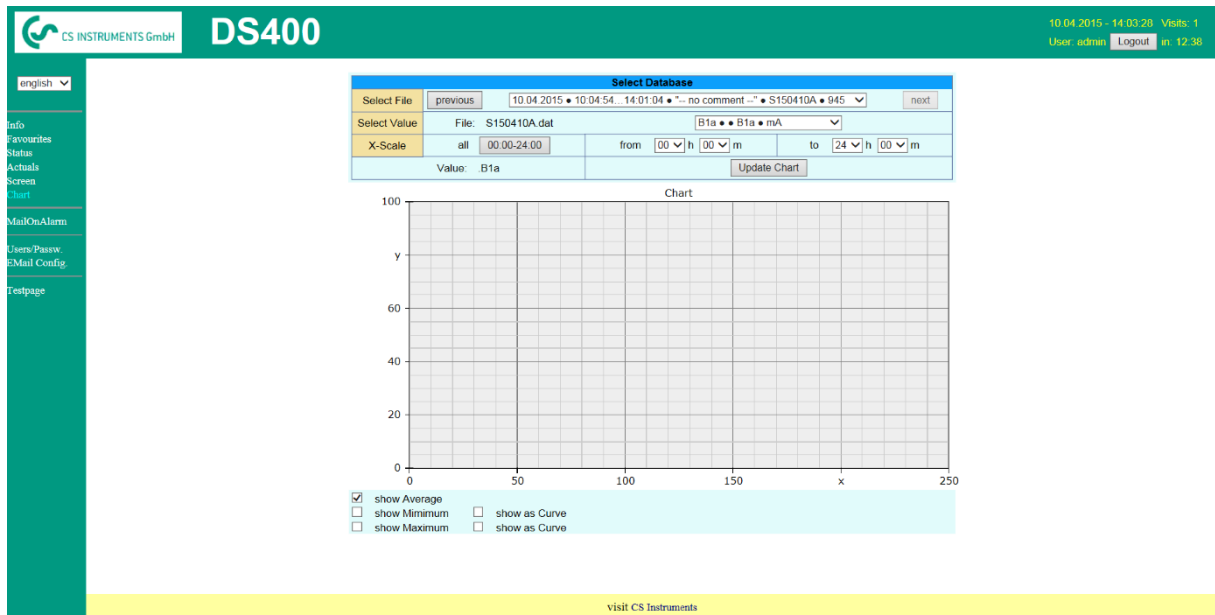 CS INSTRUMENTS GmbH
DS400
10.04.2015 - 14:03:28 Visits: 1
User: admin Logout in: 12:38
english
Info
Favourites
Status
Actuals
Screen
Chart
MailOnAlarm
Users/Passw.
EMail Config.
Testpage
Select Database
Select File previous 10.04.2015 ● 10:04:54...14:01:04 ● "-- no comment --" ● S150410A ● 945 next
Select Value File: S150410A.dat B1a ● ● B1a ● mA
X-Scale all 00:00-24:00 from 00 h 00 m to 24 h 00 m
Value: .B1a Update Chart
Chart
100
y
60
40
20
0
0 50 100 150 x 250
show Average
show Mimimum show as Curve
show Maximum show as Curve
visit CS Instruments